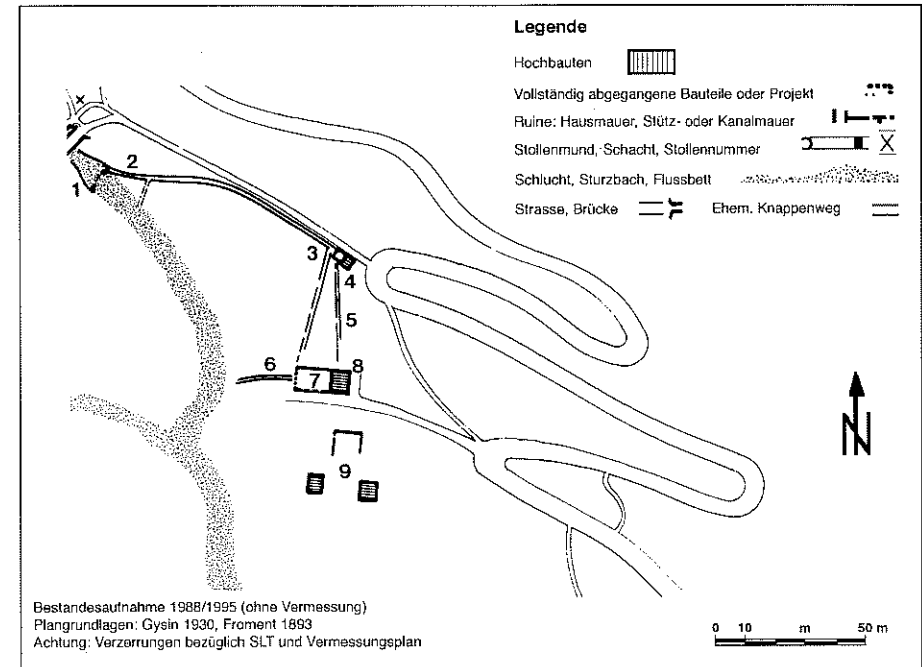 Legende
Hochbauten
Vollständig abgegangene Bauteile oder Projekt
Ruine: Hausmauer, Stütz- oder Kanalmauer
Stollenmund, Schacht, Stollennummer X
Schlucht, Sturzbach, Flussbett
Strasse, Brücke Ehem. Knappenweg
x
2
1
3
4
5
6
7
8
9
N
Bestandesaufnahme 1988/1995 (ohne Vermessung)
Plangrundlagen: Gysin 1930, Froment 1893
Achtung: Verzerrungen bezüglich SLT und Vermessungsplan
0 10 m 50 m